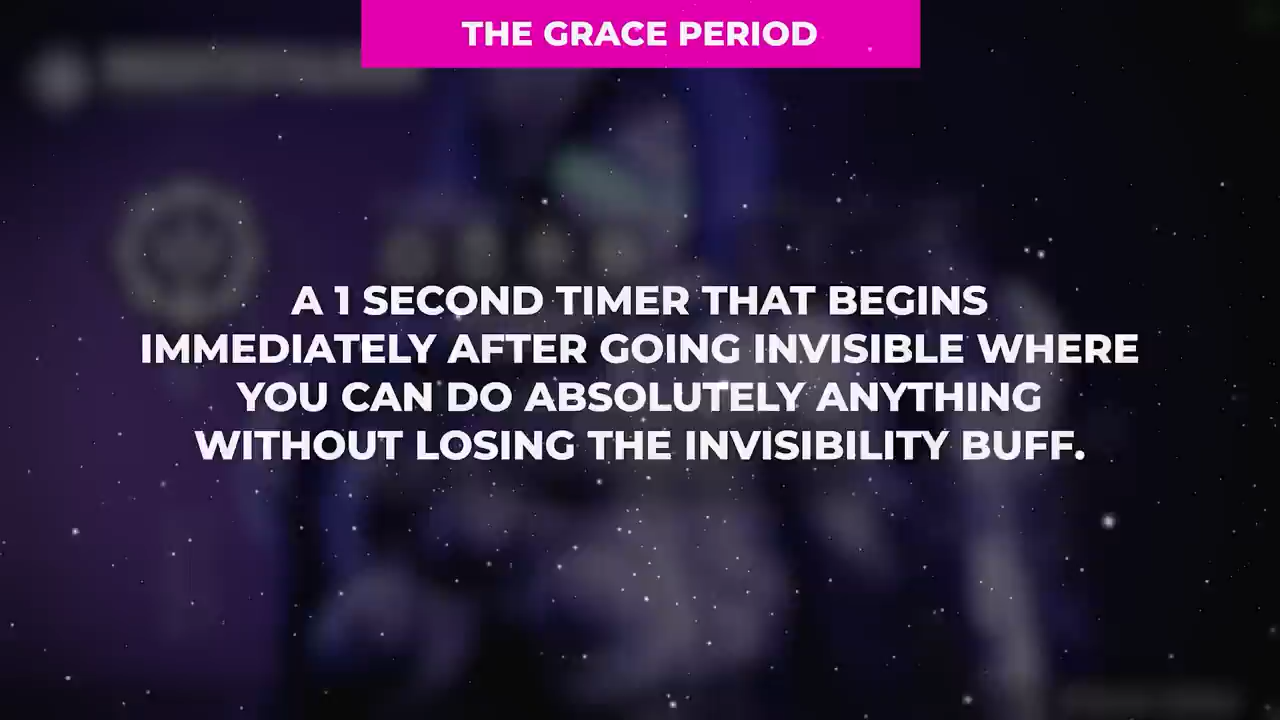 THE GRACE PERIOD
A 1 SECOND TIMER THAT BEGINS
IMMEDIATELY AFTER GOING INVISIBLE WHERE
YOU CAN DO ABSOLUTELY ANYTHING
WITHOUT LOSING THE INVISIBILITY BUFF.